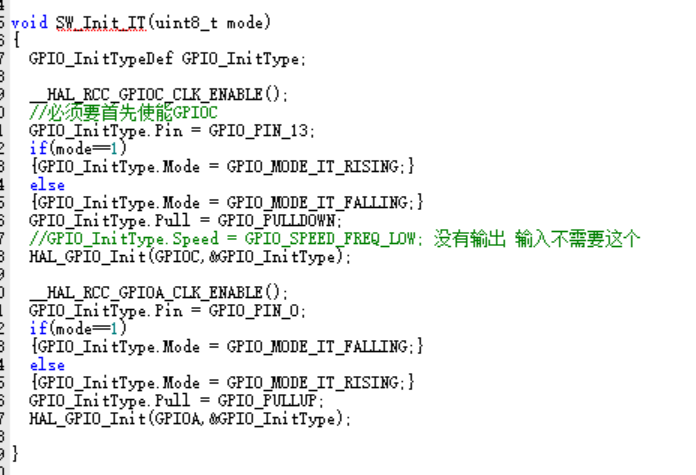 void SW_Init_IT(uint8_t mode)
{
GPIO_InitTypeDef GPIO_InitType;
__HAL_RCC_GPIOC_CLK_ENABLE();
//必须要首先使能GPIOC
GPIO_InitType.Pin = GPIO_PIN_13;
if(mode==1)
{GPIO_InitType.Mode = GPIO_MODE_IT_RISING;}
else
{GPIO_InitType.Mode = GPIO_MODE_IT_FALLING;}
GPIO_InitType.Pull = GPIO_PULLDOWN;
//GPIO_InitType.Speed = GPIO_SPEED_FREQ_LOW; 没有输出 输入不需要这个
HAL_GPIO_Init(GPIOC,&GPIO_InitType);
__HAL_RCC_GPIOA_CLK_ENABLE();
GPIO_InitType.Pin = GPIO_PIN_0;
if(mode==1)
{GPIO_InitType.Mode = GPIO_MODE_IT_FALLING;}
else
{GPIO_InitType.Mode = GPIO_MODE_IT_RISING;}
GPIO_InitType.Pull = GPIO_PULLUP;
HAL_GPIO_Init(GPIOA,&GPIO_InitType);
}